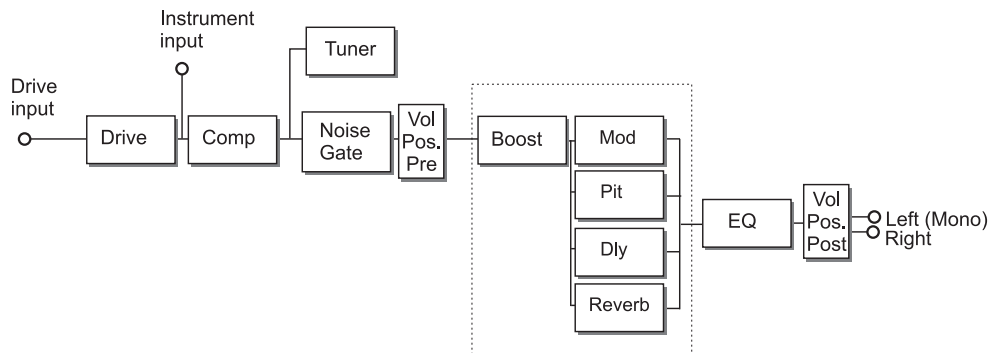 Instrument
input
Tuner
Drive
input
Drive
Comp
Noise
Gate
Vol
Pos.
Pre
Boost
Mod
Pit
Dly
Reverb
EQ
Vol
Pos.
Post
Left (Mono)
Right